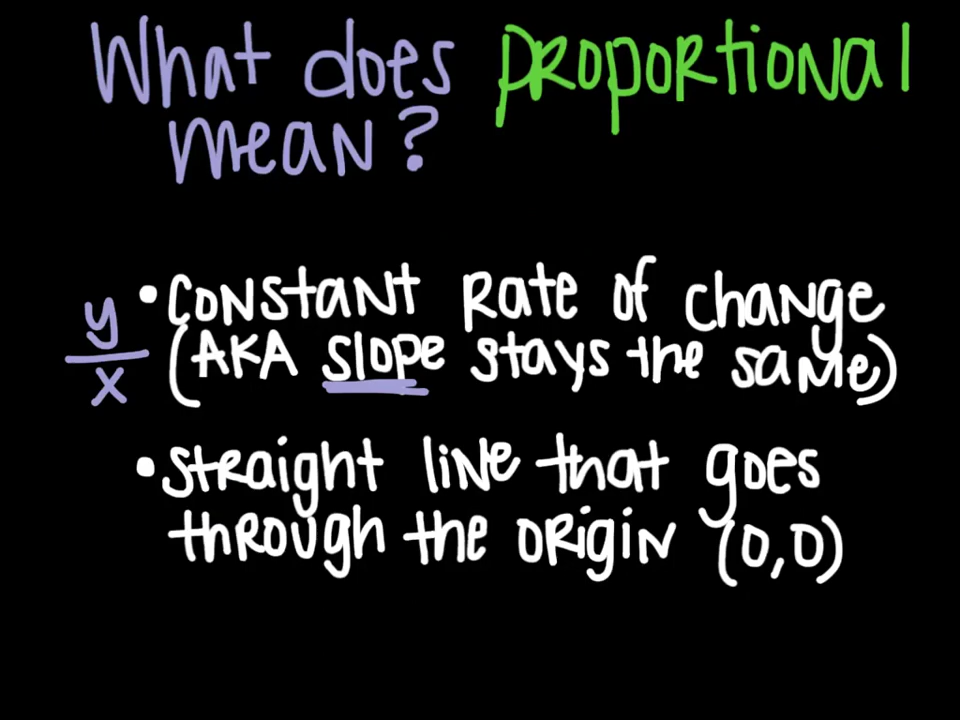 What does proportional
mean?
• Constant Rate of change
y/x
(AKA slope stays the same)
• Straight line that goes
through the origin (0,0)